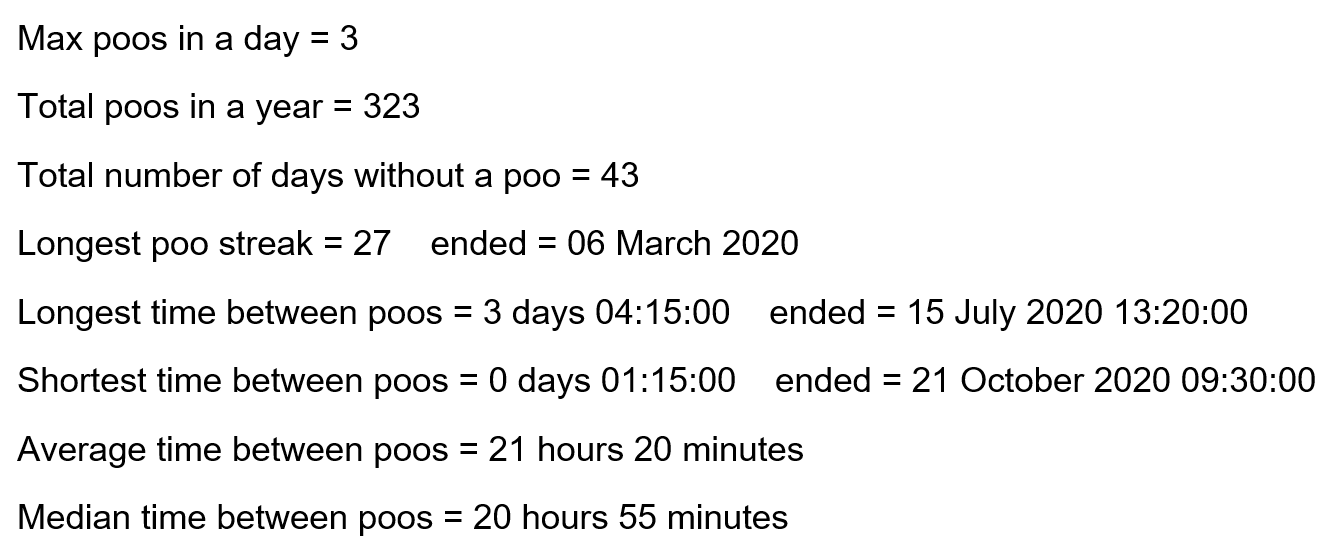 Max poos in a day = 3
Total poos in a year = 323
Total number of days without a poo = 43
Longest poo streak = 27    ended = 06 March 2020
Longest time between poos = 3 days 04:15:00    ended = 15 July 2020 13:20:00
Shortest time between poos = 0 days 01:15:00    ended = 21 October 2020 09:30:00
Average time between poos = 21 hours 20 minutes
Median time between poos = 20 hours 55 minutes